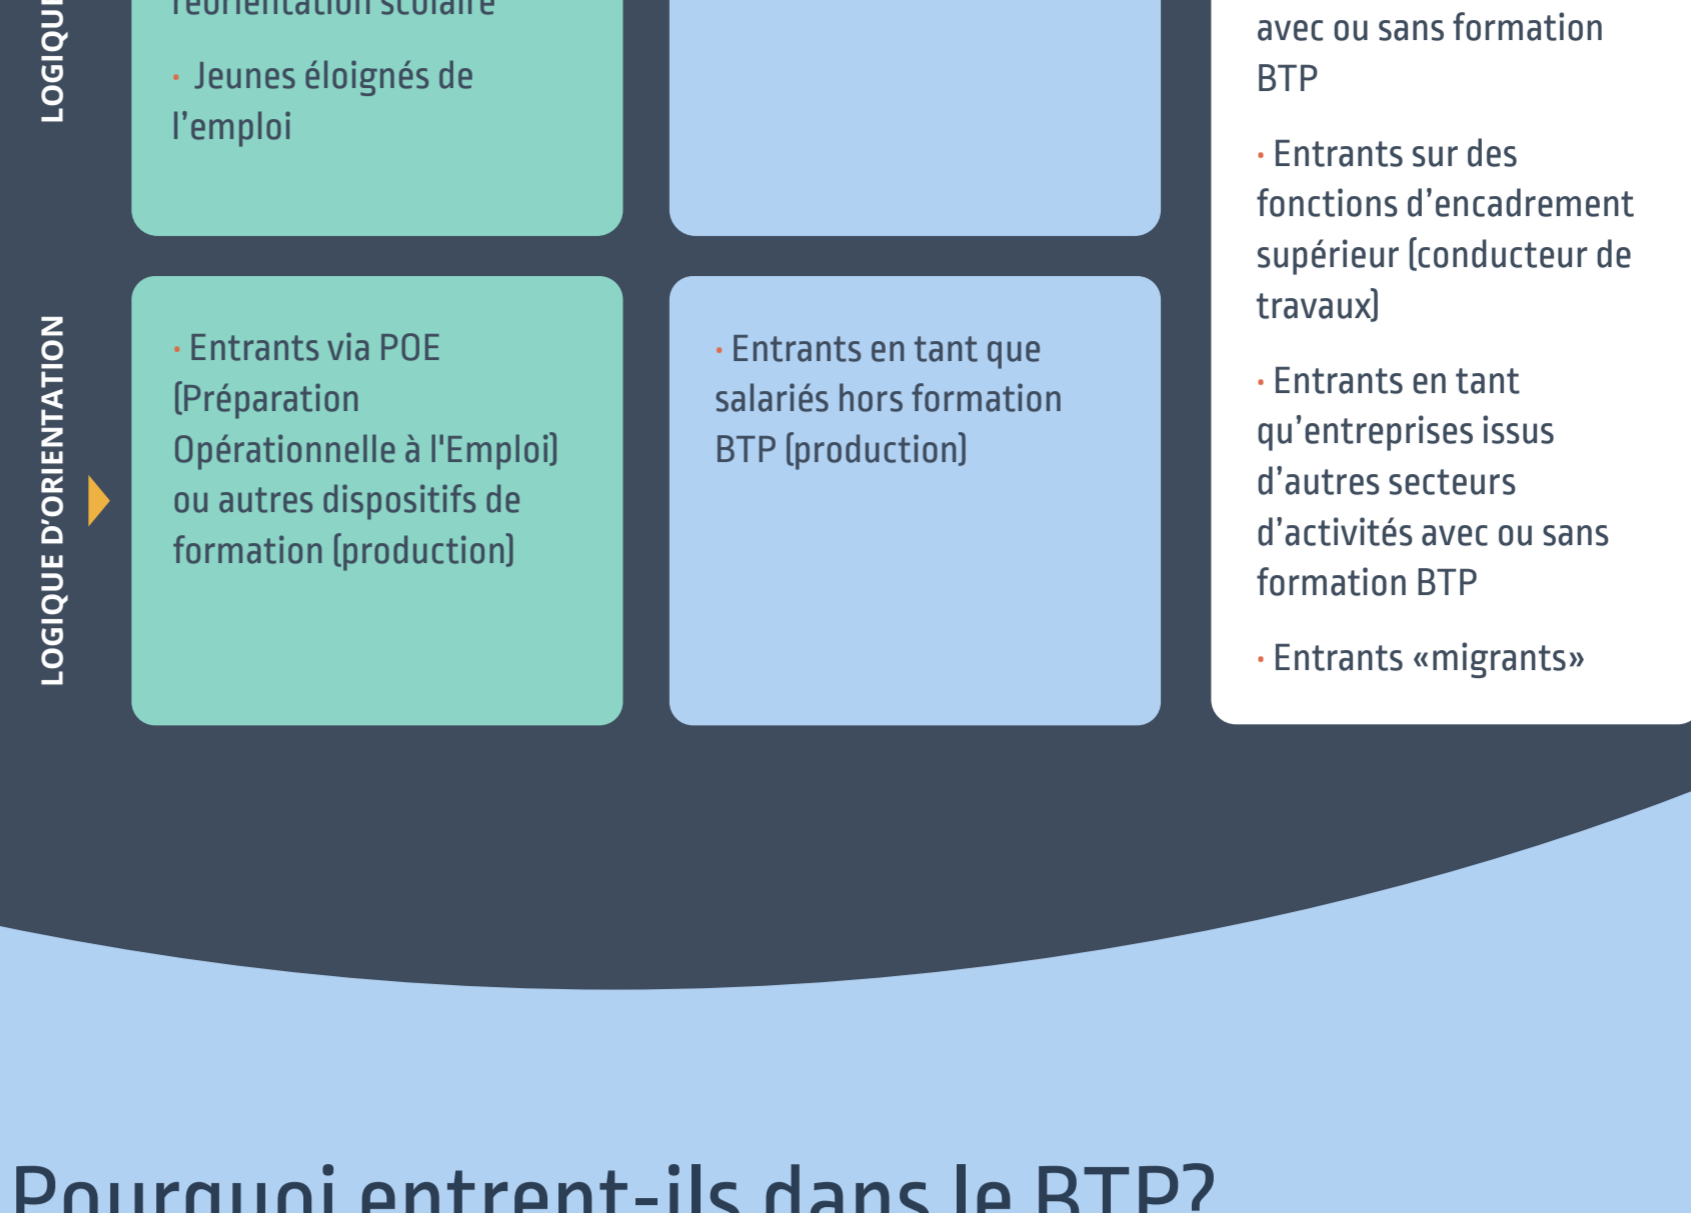 LOGIQUE
réorientation scolaire
· Jeunes éloignés de
l’emploi
avec ou sans formation
BTP
· Entrants sur des
fonctions d’encadrement
supérieur (conducteur de
travaux)
· Entrants en tant
qu’entreprises issus
d’autres secteurs
d’activités avec ou sans
formation BTP
· Entrants «migrants»
LOGIQUE D’ORIENTATION
· Entrants via POE
(Préparation
Opérationnelle à l'Emploi)
ou autres dispositifs de
formation (production)
· Entrants en tant que
salariés hors formation
BTP (production)
Pourquoi entrent-ils dans le BTP?